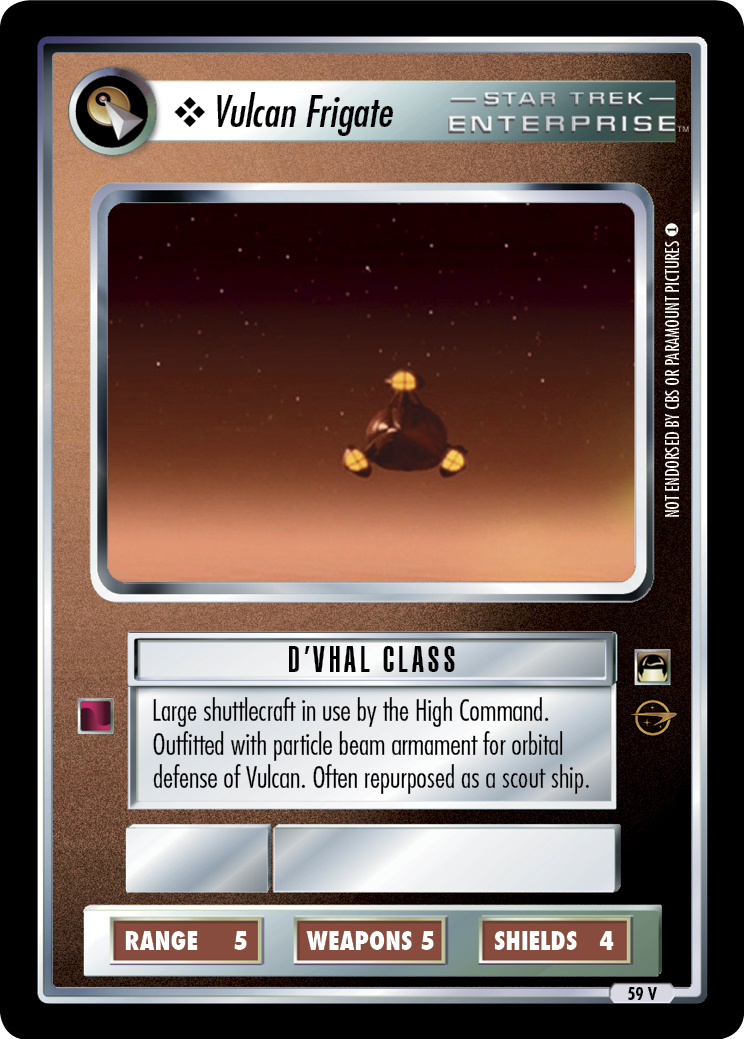 ❖ Vulcan Frigate
STAR TREK
ENTERPRISE™
NOT ENDORSED BY CBS OR PARAMOUNT PICTURES 1
D'VHAL CLASS
Large shuttlecraft in use by the High Command.
Outfitted with particle beam armament for orbital
defense of Vulcan. Often repurposed as a scout ship.
RANGE 5 WEAPONS 5 SHIELDS 4
59 V